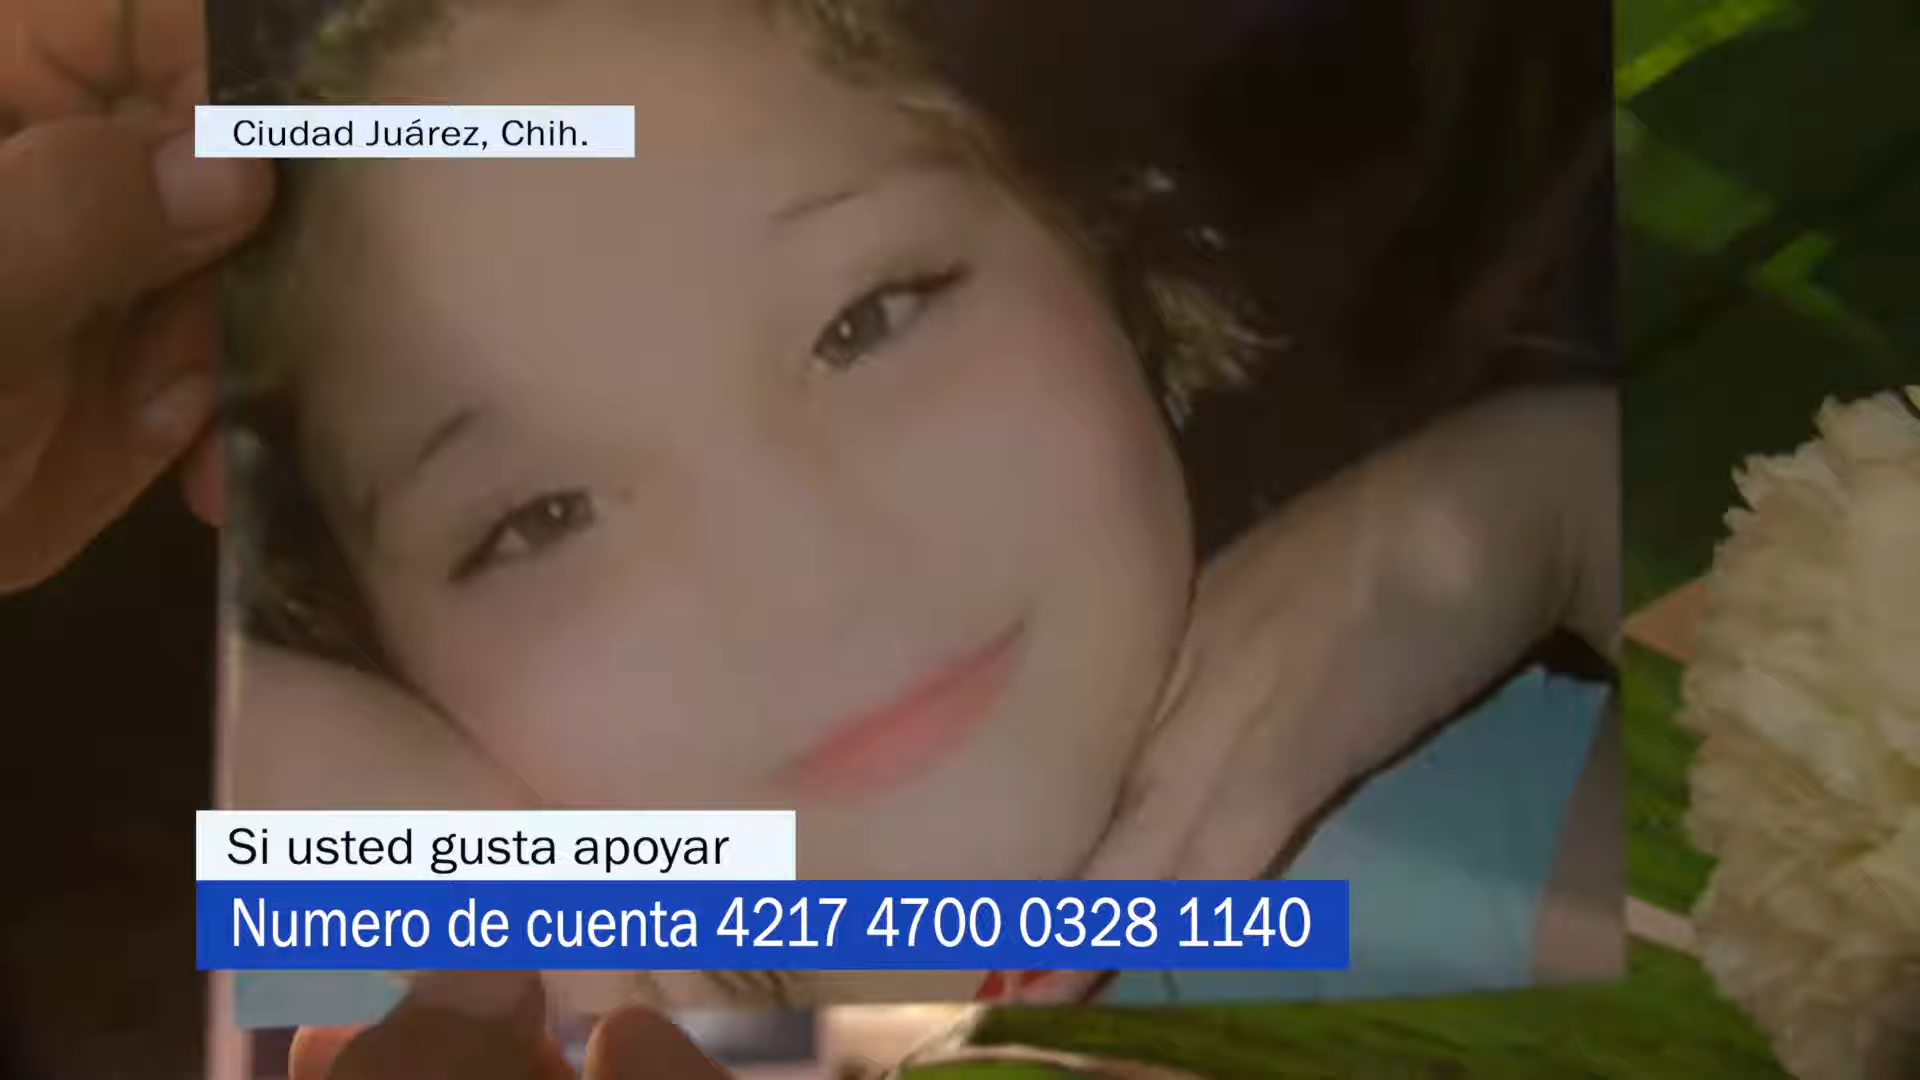 Ciudad Juárez, Chih.
Si usted gusta apoyar
Numero de cuenta 4217 4700 0328 1140